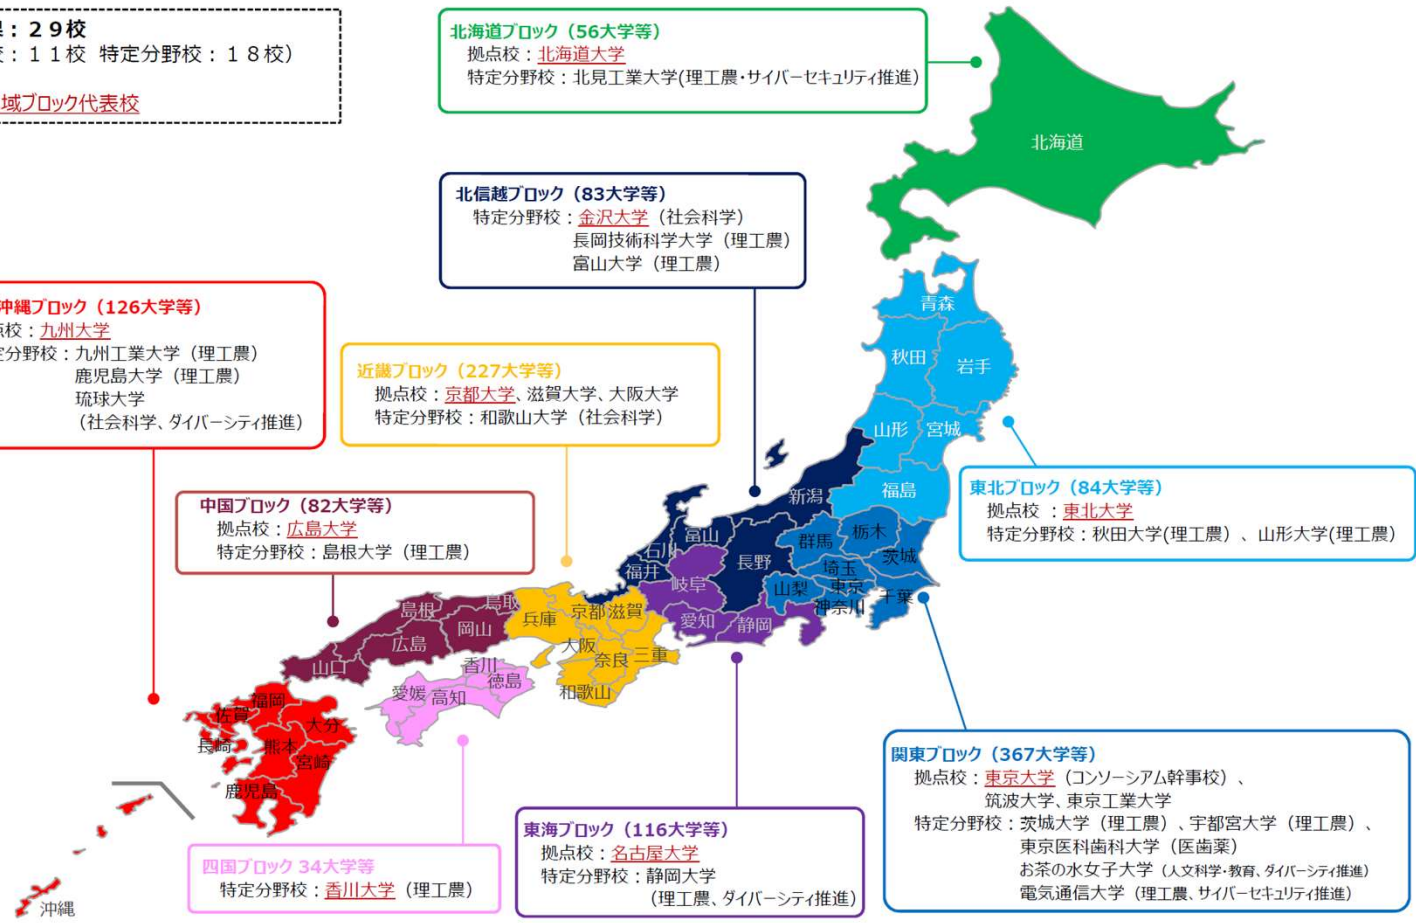 ：２９校
：１１校 特定分野校：１８校）
域ブロック代表校
北海道ブロック（56大学等）
拠点校：北海道大学
特定分野校：北見工業大学(理工農・サイバーセキュリティ推進)
北海道
北信越ブロック（83大学等）
特定分野校：金沢大学（社会科学）
長岡技術科学大学（理工農）
富山大学（理工農）
沖縄ブロック（126大学等）
点校：九州大学
定分野校：九州工業大学（理工農）
鹿児島大学（理工農）
琉球大学
（社会科学、ダイバーシティ推進）
近畿ブロック（227大学等）
拠点校：京都大学、滋賀大学、大阪大学
特定分野校：和歌山大学（社会科学）
中国ブロック（82大学等）
拠点校：広島大学
特定分野校：島根大学（理工農）
東北ブロック（84大学等）
拠点校 ：東北大学
特定分野校：秋田大学(理工農）、山形大学(理工農）
青森
秋田
岩手
山形
宮城
福島
新潟
富山
石川
福井
長野
群馬
栃木
茨城
埼玉
山梨
東京
神奈川
千葉
岐阜
愛知
静岡
鳥取
島根
岡山
広島
山口
兵庫
京都
滋賀
大阪
奈良
三重
和歌山
香川
徳島
愛媛
高知
福岡
佐賀
大分
長崎
熊本
宮崎
鹿児島
沖縄
四国ブロック 34大学等
特定分野校：香川大学（理工農）
東海ブロック（116大学等）
拠点校：名古屋大学
特定分野校：静岡大学
（理工農、ダイバーシティ推進）
関東ブロック（367大学等）
拠点校：東京大学（コンソーシアム幹事校）、
筑波大学、東京工業大学
特定分野校：茨城大学（理工農）、宇都宮大学（理工農）、
東京医科歯科大学（医歯薬）
お茶の水女子大学（人文科学・教育、ダイバーシティ推進）
電気通信大学（理工農、サイバーセキュリティ推進）